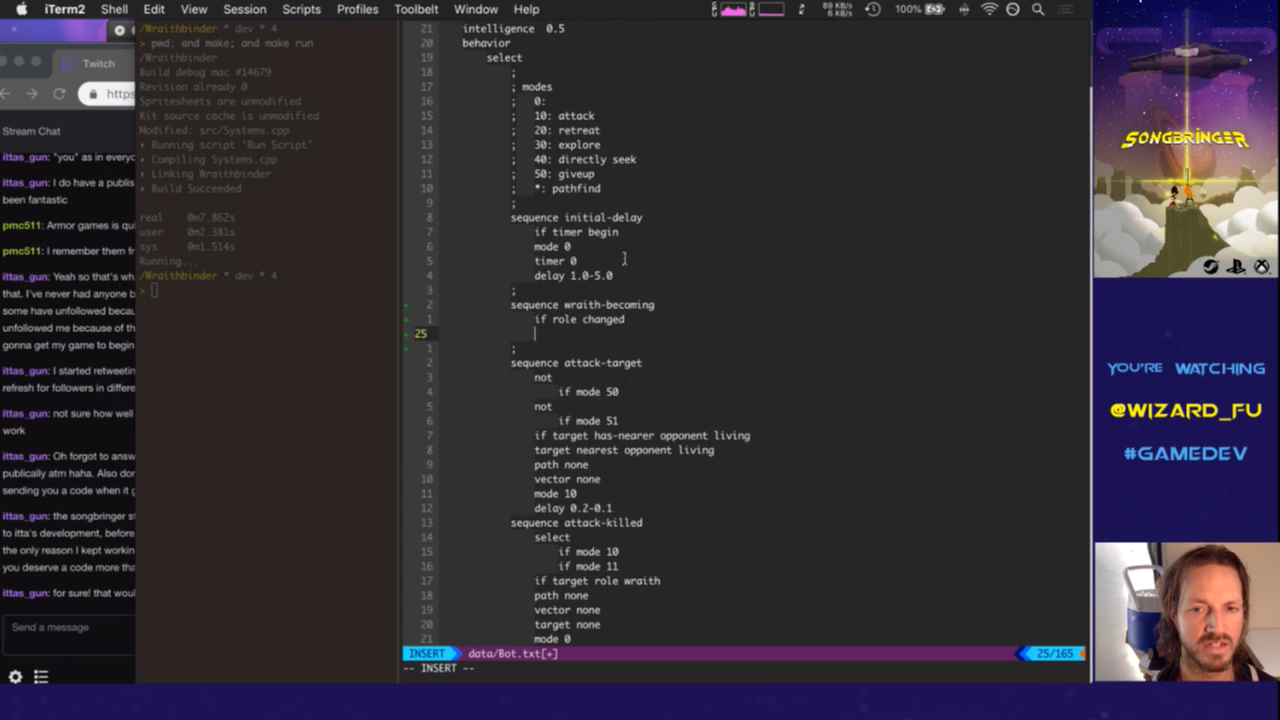 iTerm2 Shell Edit View Session Scripts Profiles Toolbelt Window Help
89 KB/s
6 KB/s
100%
Twitch
https
Stream Chat
ittas_gun: "you" as in everyo
ittas_gun: I do have a publis
been fantastic
pmc511: Armor games is qui
pmc511: I remember them fr
ittas_gun: Yeah so that's wh
that. I've never had anyone b
some have unfollowed becau
unfollowed me because of th
gonna get my game to begin
ittas_gun: I started retweetin
refresh for followers in differe
ittas_gun: not sure how well
work
ittas_gun: Oh forgot to answ
publically atm haha. Also dor
sending you a code when it g
ittas_gun: the songbringer st
to itta's development, before
the only reason I kept workin
you deserve a code more tha
ittas_gun: for sure! that woul
Send a message
/Wraithbinder * dev * 4
> pwd; and make; and make run
/Wraithbinder
Build debug mac #14679
Revision already 0
Spritesheets are unmodified
Kit source cache is unmodified
Modified: src/Systems.cpp
▸ Running script 'Run Script'
▸ Compiling Systems.cpp
▸ Linking Wraithbinder
▸ Build Succeeded
real 0m7.862s
user 0m2.381s
sys 0m1.514s
Running...
/Wraithbinder * dev * 4
>
21 intelligence 0.5
20 behavior
19 select
18 ;
17 ; modes
16 ; 0:
15 ; 10: attack
14 ; 20: retreat
13 ; 30: explore
12 ; 40: directly seek
11 ; 50: giveup
10 ; *: pathfind
9 ;
8 sequence initial-delay
7 if timer begin
6 mode 0
5 timer 0
4 delay 1.0-5.0
3 ;
+ 2 sequence wraith-becoming
+ 1 if role changed
+ 25
+ 1 ;
2 sequence attack-target
3 not
4 if mode 50
5 not
6 if mode 51
7 if target has-nearer opponent living
8 target nearest opponent living
9 path none
10 vector none
11 mode 10
12 delay 0.2-0.1
13 sequence attack-killed
14 select
15 if mode 10
16 if mode 11
17 if target role wraith
18 path none
19 vector none
20 target none
21 mode 0
INSERT data/Bot.txt[+] 25/165
-- INSERT --
SONGBRINGER
YOU'RE WATCHING
@WIZARD_FU
#GAMEDEV